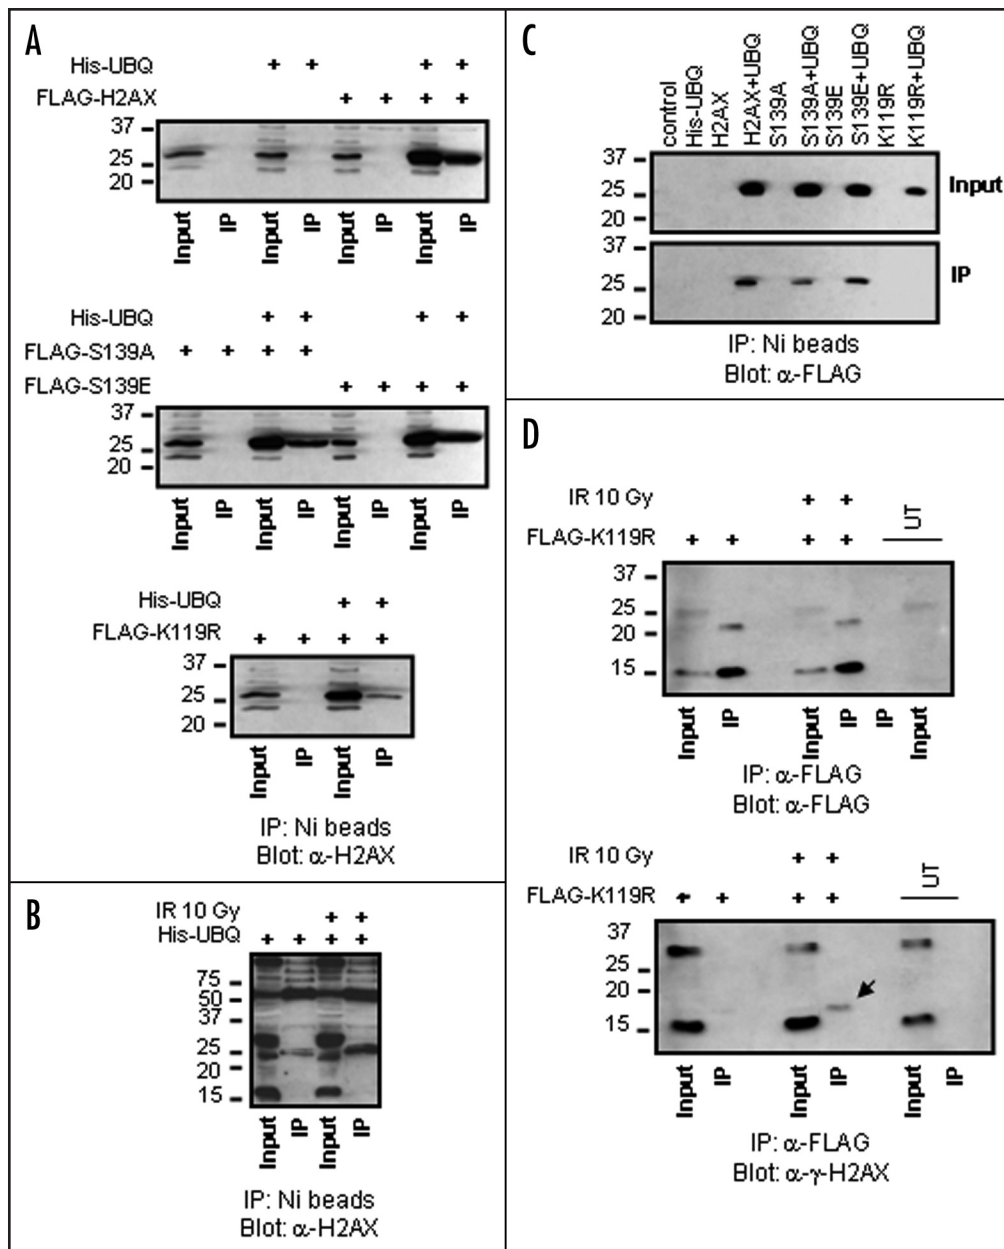 A
His-UBQ + + + +
FLAG-H2AX + + + +
37
25
20
Input IP Input IP Input IP Input IP
His-UBQ + + + +
FLAG-S139A + + + +
FLAG-S139E + + + +
37
25
20
Input IP Input IP Input IP Input IP
His-UBQ + +
FLAG-K119R + + + +
37
25
20
Input IP Input IP
IP: Ni beads
Blot: α-H2AX
B
IR 10 Gy + +
His-UBQ + + + +
75
50
37
25
20
15
Input IP Input IP
IP: Ni beads
Blot: α-H2AX
C
control His-UBQ H2AX H2AX+UBQ S139A S139A+UBQ S139E S139E+UBQ K119R K119R+UBQ
37
25
20
Input
37
25
20
IP
IP: Ni beads
Blot: α-FLAG
D
IR 10 Gy + + UT
FLAG-K119R + + + +
37
25
20
15
Input IP Input IP IP Input
IP: α-FLAG
Blot: α-FLAG
IR 10 Gy + + UT
FLAG-K119R + + + +
37
25
20
15
Input IP Input IP Input IP
IP: α-FLAG
Blot: α-γ-H2AX